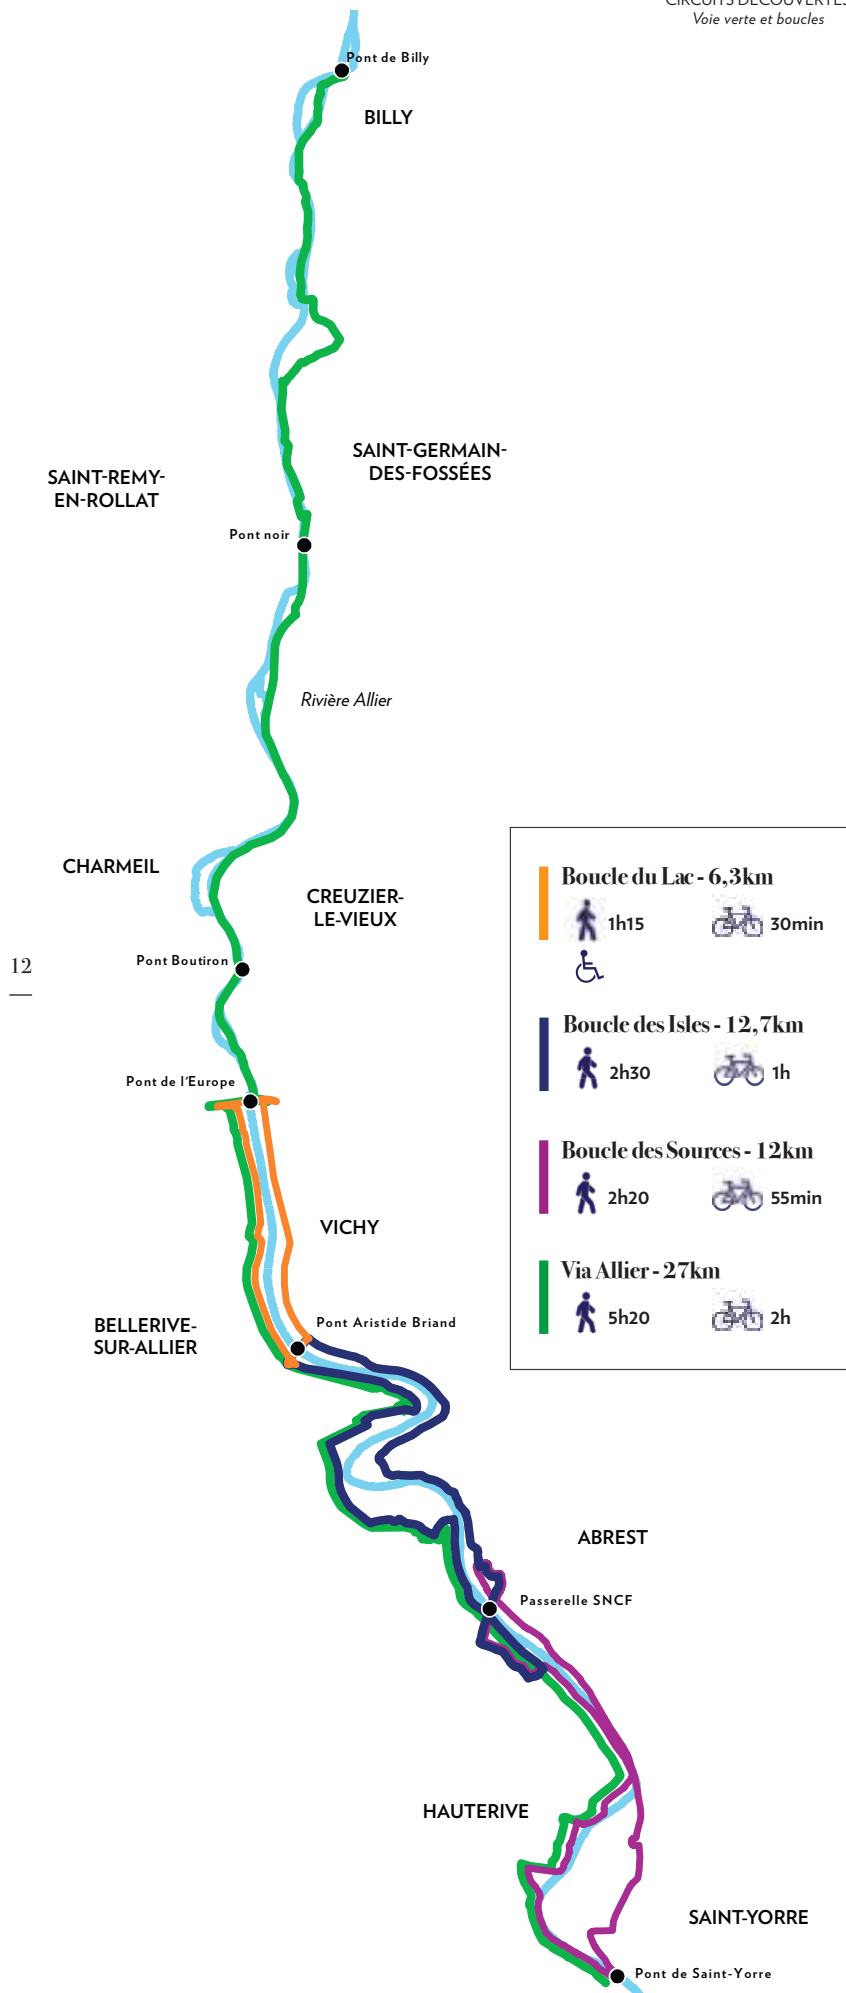 CIRCUITS DÉCOUVERTES
Voie verte et boucles
Pont de Billy
BILLY
SAINT-GERMAIN-
DES-FOSSÉES
SAINT-REMY-
EN-ROLLAT
Pont noir
Rivière Allier
CHARMEIL
CREUZIER-
LE-VIEUX
12
Pont Boutiron
Pont de l'Europe
VICHY
Pont Aristide Briand
BELLERIVE-
SUR-ALLIER
Boucle du Lac - 6,3km
1h15 30min
Boucle des Isles - 12,7km
2h30 1h
Boucle des Sources - 12km
2h20 55min
Via Allier - 27km
5h20 2h
ABREST
Passerelle SNCF
HAUTERIVE
SAINT-YORRE
Pont de Saint-Yorre